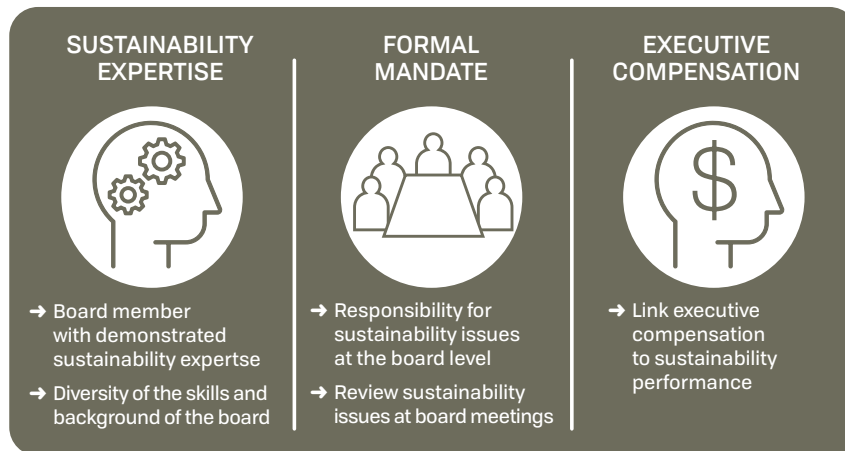 SUSTAINABILITY
EXPERTISE
➜ Board member
with demonstrated
sustainability expertse
➜ Diversity of the skills and
background of the board
FORMAL
MANDATE
➜ Responsibility for
sustainability issues
at the board level
➜ Review sustainability
issues at board meetings
EXECUTIVE
COMPENSATION
$
➜ Link executive
compensation
to sustainability
performance